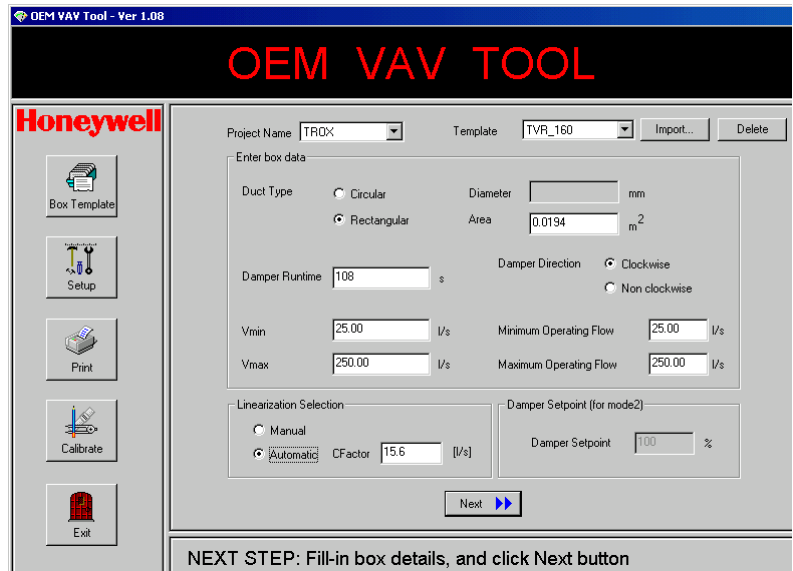 OEM VAV Tool - Ver 1.08
OEM VAV TOOL
Honeywell
Box Template
Setup
Print
Calibrate
Exit
Project Name TROX Template TVR_160 Import... Delete
Enter box data
Duct Type Circular Diameter mm
Rectangular Area 0.0194 m2
Damper Runtime 108 s Damper Direction Clockwise
Non clockwise
Vmin 25.00 l/s Minimum Operating Flow 25.00 l/s
Vmax 250.00 l/s Maximum Operating Flow 250.00 l/s
Linearization Selection Damper Setpoint (for mode2)
Manual
Automatic CFactor 15.6 [l/s] Damper Setpoint 100 %
Next
NEXT STEP: Fill-in box details, and click Next button